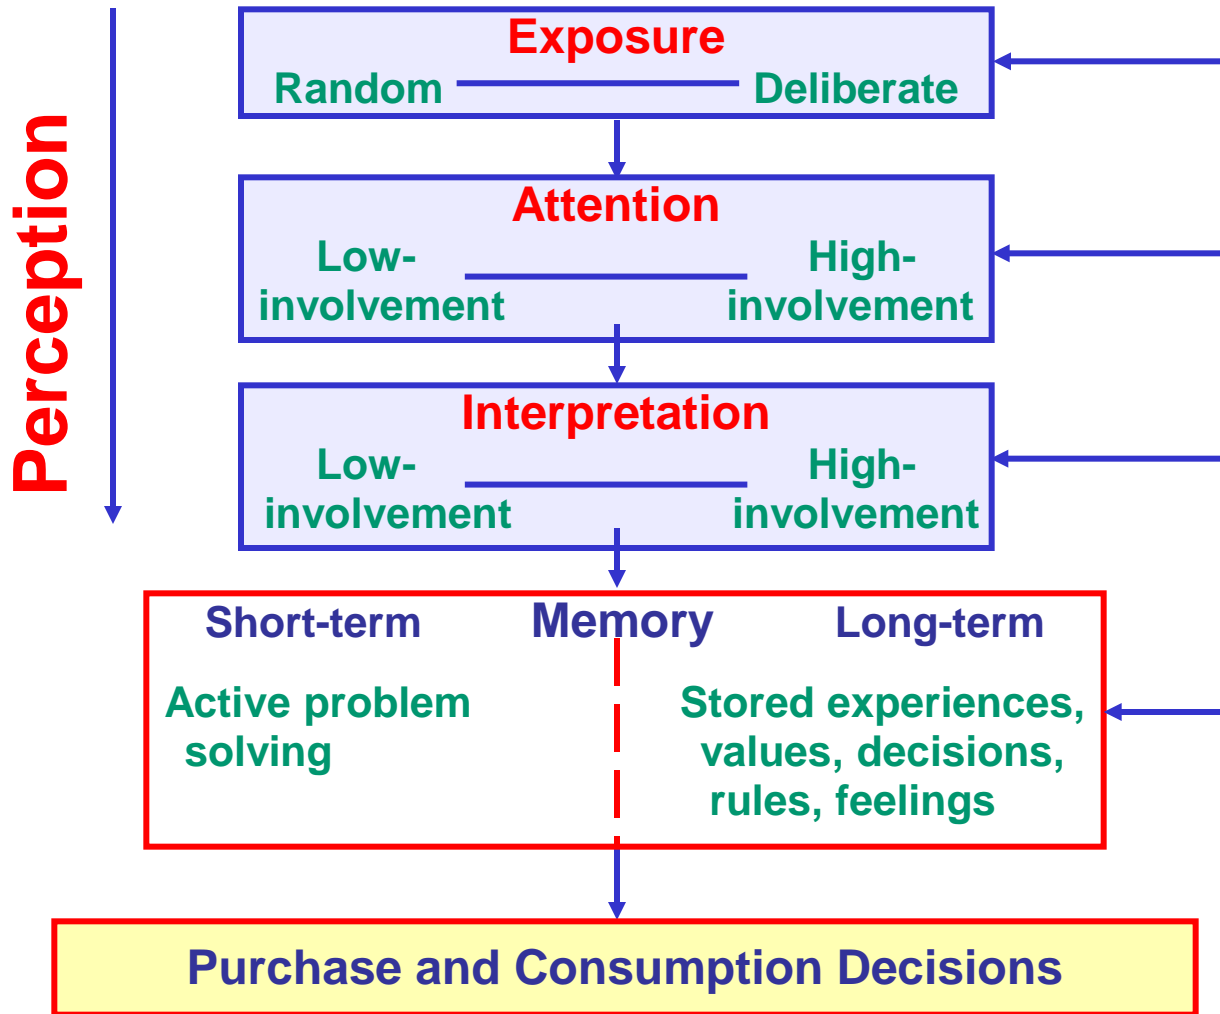 Perception
Exposure
Random Deliberate
Attention
Low- High-
involvement involvement
Interpretation
Low- High-
involvement involvement
Short-term Memory Long-term
Active problem Stored experiences,
solving values, decisions,
rules, feelings
Purchase and Consumption Decisions